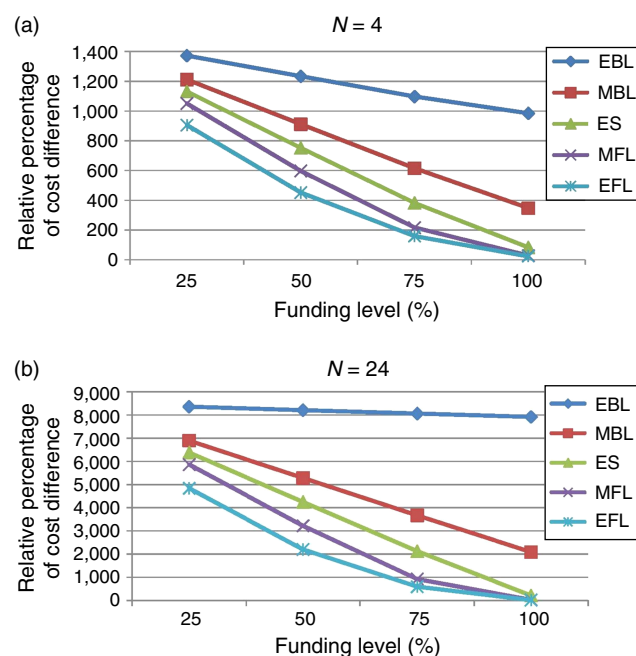 (a) N = 4
Relative percentage
of cost difference
1,400
1,200
1,000
800
600
400
200
0
25 50 75 100
Funding level (%)
EBL
MBL
ES
MFL
EFL
(b) N = 24
Relative percentage
of cost difference
9,000
8,000
7,000
6,000
5,000
4,000
3,000
2,000
1,000
0
25 50 75 100
Funding level (%)
EBL
MBL
ES
MFL
EFL